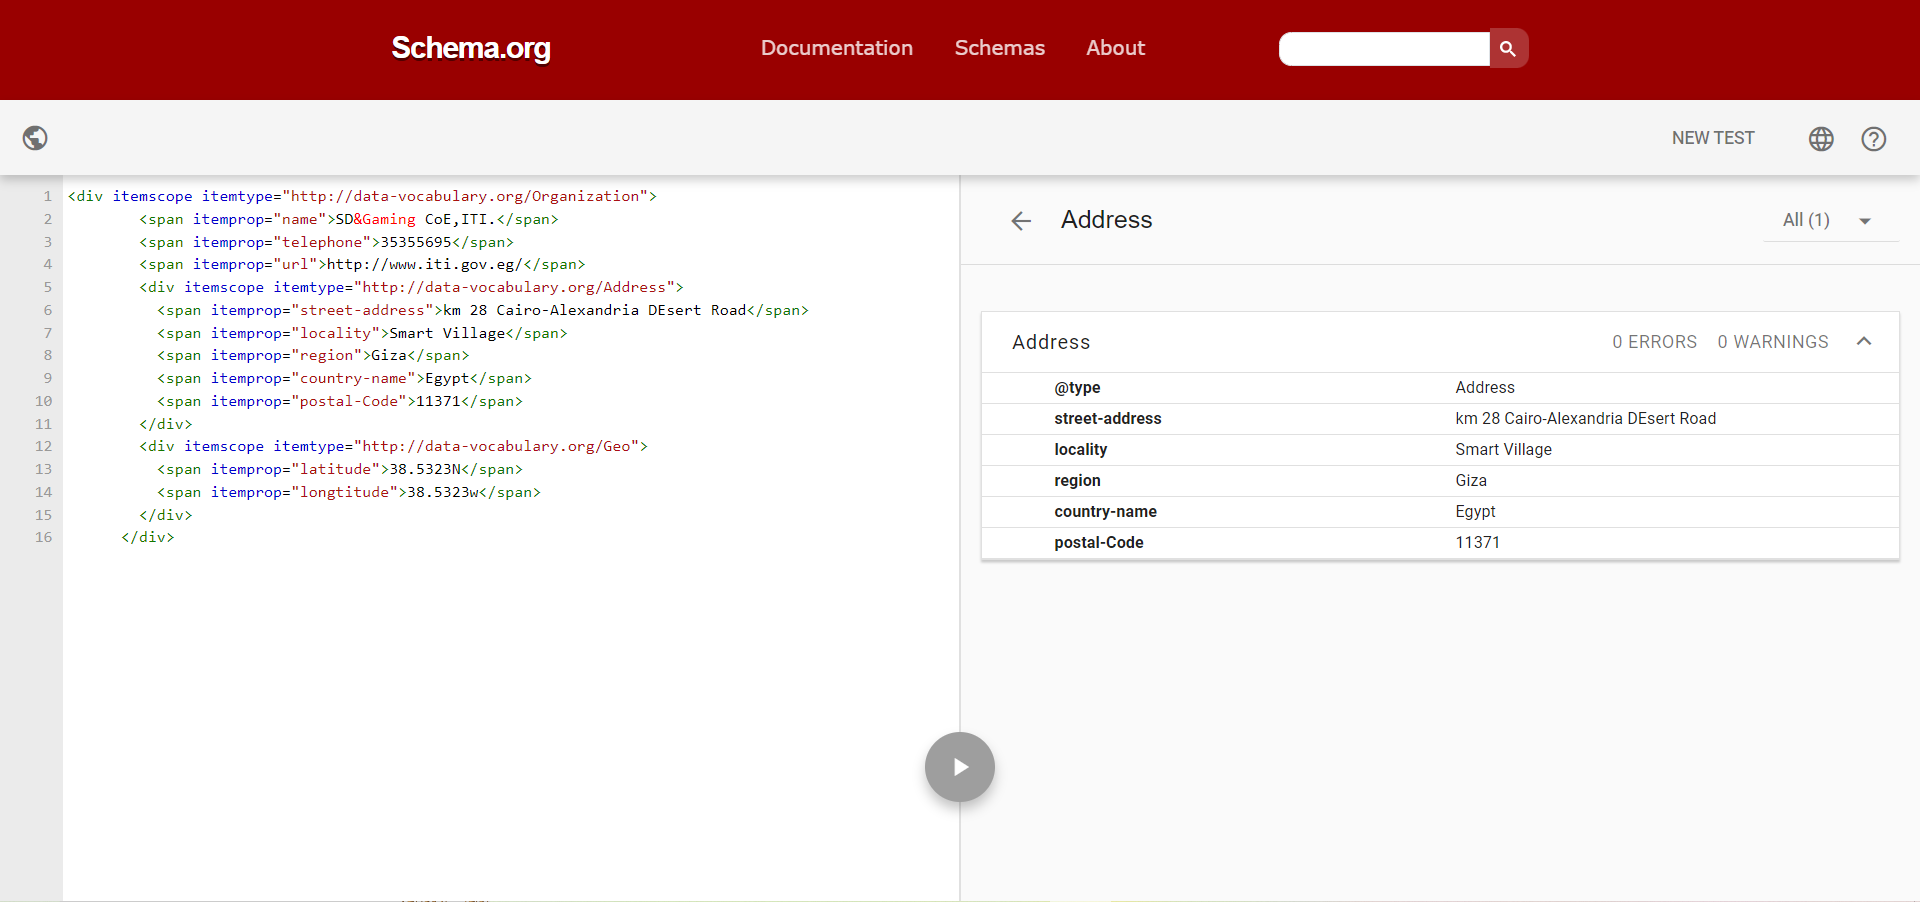 Schema.org
Documentation Schemas About
NEW TEST
1 <div itemscope itemtype="http://data-vocabulary.org/Organization">
2 <span itemprop="name">SD&Gaming CoE,ITI.</span>
3 <span itemprop="telephone">35355695</span>
4 <span itemprop="url">http://www.iti.gov.eg/</span>
5 <div itemscope itemtype="http://data-vocabulary.org/Address">
6 <span itemprop="street-address">km 28 Cairo-Alexandria DEsert Road</span>
7 <span itemprop="locality">Smart Village</span>
8 <span itemprop="region">Giza</span>
9 <span itemprop="country-name">Egypt</span>
10 <span itemprop="postal-Code">11371</span>
11 </div>
12 <div itemscope itemtype="http://data-vocabulary.org/Geo">
13 <span itemprop="latitude">38.5323N</span>
14 <span itemprop="longtitude">38.5323w</span>
15 </div>
16 </div>
Address All (1)
Address 0 ERRORS 0 WARNINGS
@type Address
street-address km 28 Cairo-Alexandria DEsert Road
locality Smart Village
region Giza
country-name Egypt
postal-Code 11371